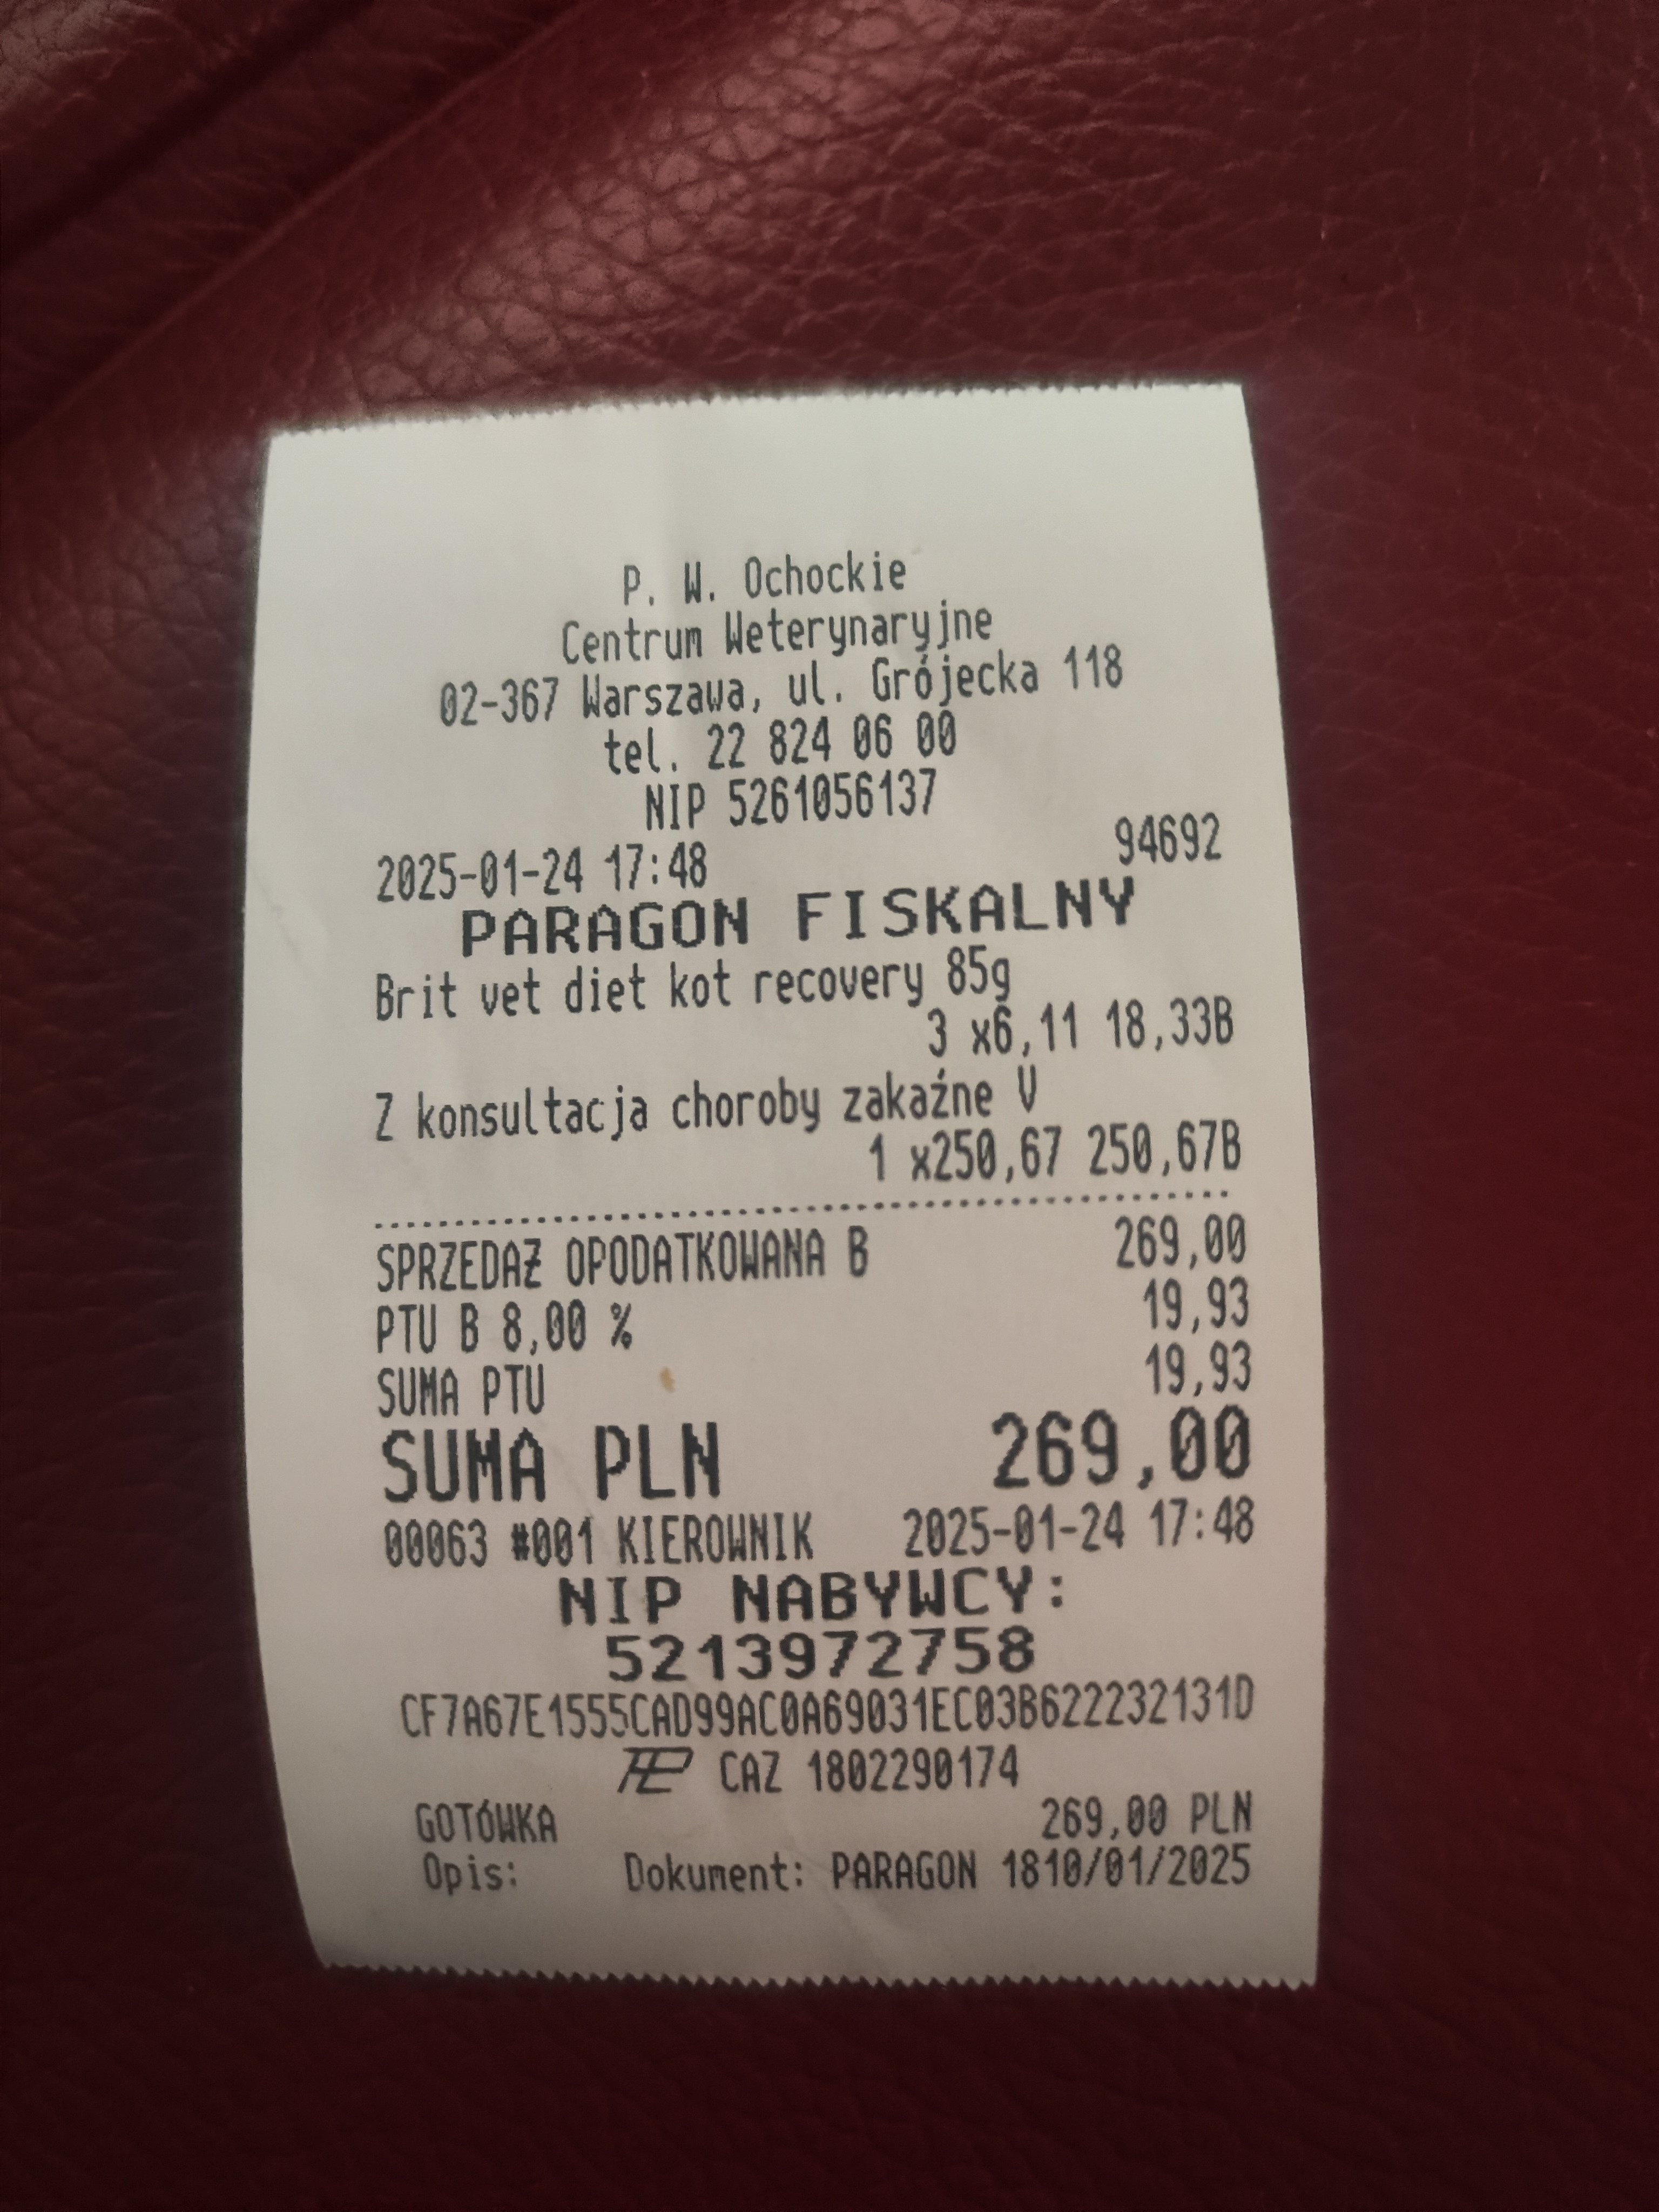 P. W. Ochockie
Centrum Weterynaryjne
02-367 Warszawa, ul. Grójecka 118
tel. 22 824 06 00
NIP 5261056137
2025-01-24 17:48 94692
PARAGON FISKALNY
Brit vet diet kot recovery 85g
3 x6,11 18,33B
Z konsultacja choroby zakaźne V
1 x250,67 250,67B
SPRZEDAŻ OPODATKOWANA B 269,00
PTU B 8,00 % 19,93
SUMA PTU 19,93
SUMA PLN 269,00
00063 #001 KIEROWNIK 2025-01-24 17:48
NIP NABYWCY:
5213972758
CF7A67E1555CAD99AC0A69031EC03B622232131D
CAZ 1802290174
GOTÓWKA 269,00 PLN
Opis: Dokument: PARAGON 1810/01/2025